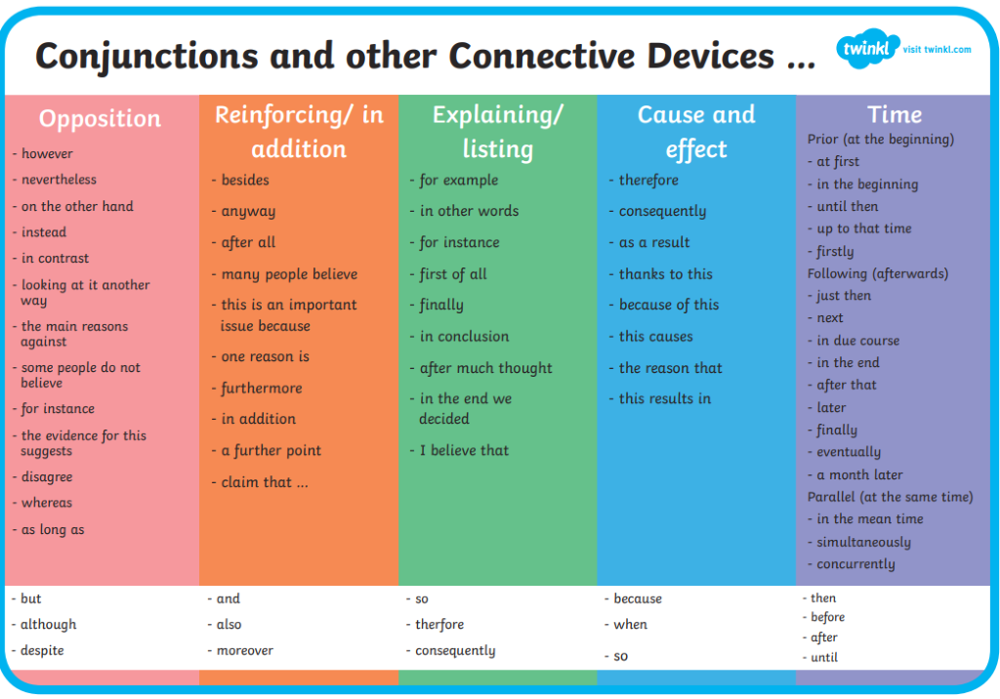 Conjunctions and other Connective Devices ...
twinkl
visit twinkl.com
Opposition
- however
- nevertheless
- on the other hand
- instead
- in contrast
- looking at it another
way
- the main reasons
against
- some people do not
believe
- for instance
- the evidence for this
suggests
- disagree
- whereas
- as long as
- but
- although
- despite
Reinforcing/ in
addition
- besides
- anyway
- after all
- many people believe
- this is an important
issue because
- one reason is
- furthermore
- in addition
- a further point
- claim that ...
- and
- also
- moreover
Explaining/
listing
- for example
- in other words
- for instance
- first of all
- finally
- in conclusion
- after much thought
- in the end we
decided
- I believe that
- so
- therfore
- consequently
Cause and
effect
- therefore
- consequently
- as a result
- thanks to this
- because of this
- this causes
- the reason that
- this results in
- because
- when
- so
Time
Prior (at the beginning)
- at first
- in the beginning
- until then
- up to that time
- firstly
Following (afterwards)
- just then
- next
- in due course
- in the end
- after that
- later
- finally
- eventually
- a month later
Parallel (at the same time)
- in the mean time
- simultaneously
- concurrently
- then
- before
- after
- until